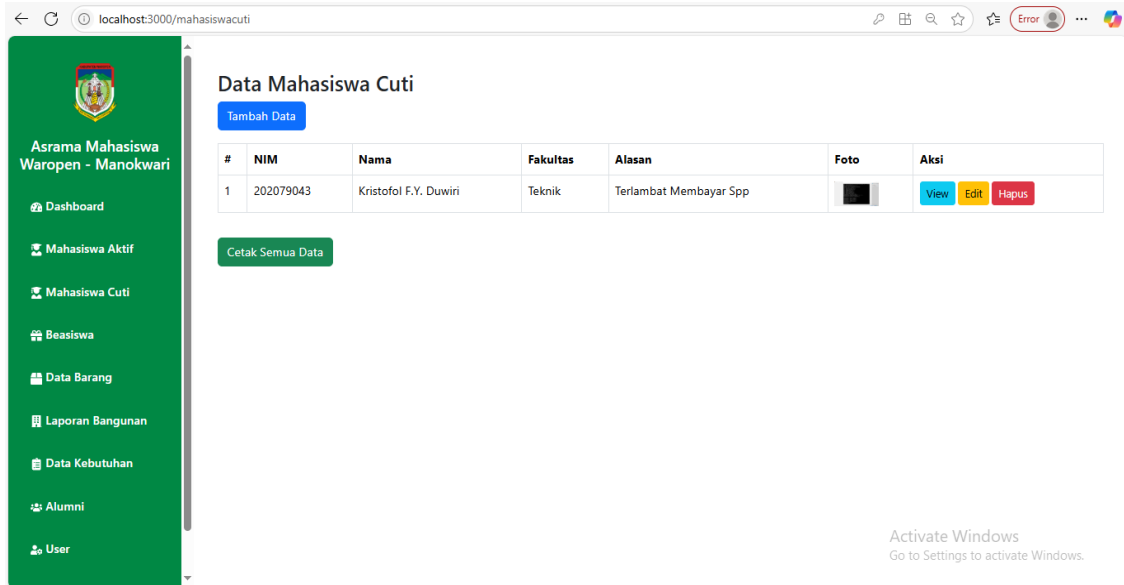 localhost:3000/mahasiswacuti
Error
Asrama Mahasiswa
Waropen - Manokwari
Dashboard
Mahasiswa Aktif
Mahasiswa Cuti
Beasiswa
Data Barang
Laporan Bangunan
Data Kebutuhan
Alumni
User
Data Mahasiswa Cuti
Tambah Data
# NIM Nama Fakultas Alasan Foto Aksi
1 202079043 Kristofol F.Y. Duwiri Teknik Terlambat Membayar Spp View Edit Hapus
Cetak Semua Data
Activate Windows
Go to Settings to activate Windows.